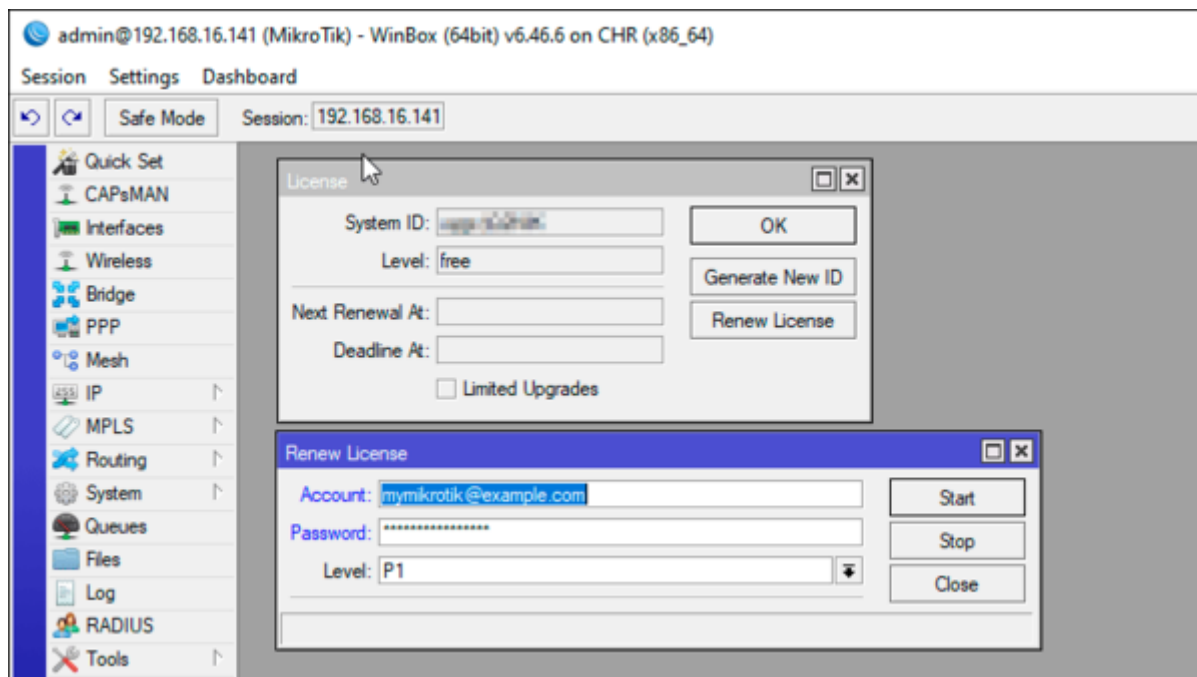 admin@192.168.16.141 (MikroTik) - WinBox (64bit) v6.46.6 on CHR (x86_64)
Session Settings Dashboard
Safe Mode Session: 192.168.16.141
Quick Set
CAPsMAN
Interfaces
Wireless
Bridge
PPP
Mesh
IP
MPLS
Routing
System
Queues
Files
Log
RADIUS
Tools
License
System ID:
Level: free
Next Renewal At:
Deadline At:
Limited Upgrades
OK
Generate New ID
Renew License
Renew License
Account: mymikrotik@example.com
Password: ****************
Level: P1
Start
Stop
Close